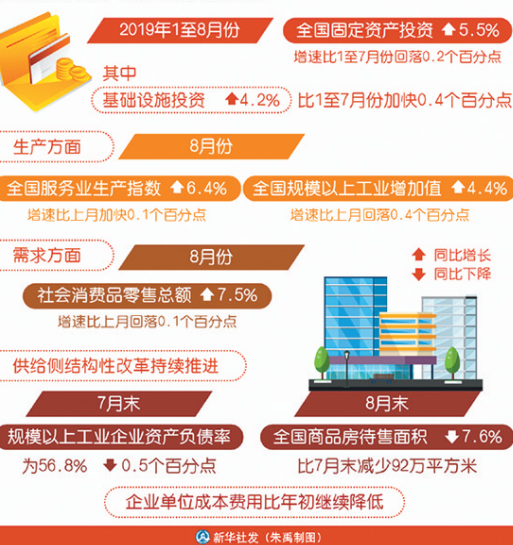 2019年1至8月份
全国固定资产投资 ⬆5.5%
增速比1至7月份回落0.2个百分点
其中
基础设施投资 ⬆4.2% 比1至7月份加快0.4个百分点
生产方面 8月份
全国服务业生产指数 ⬆6.4%
增速比上月加快0.1个百分点
全国规模以上工业增加值 ⬆4.4%
增速比上月回落0.4个百分点
需求方面 8月份
社会消费品零售总额 ⬆7.5%
增速比上月回落0.1个百分点
⬆ 同比增长
⬇ 同比下降
供给侧结构性改革持续推进
7月末
规模以上工业企业资产负债率
为56.8% ⬇0.5个百分点
8月末
全国商品房待售面积 ⬇7.6%
比7月末减少92万平方米
企业单位成本费用比年初继续降低
新华社发（朱禹制图）